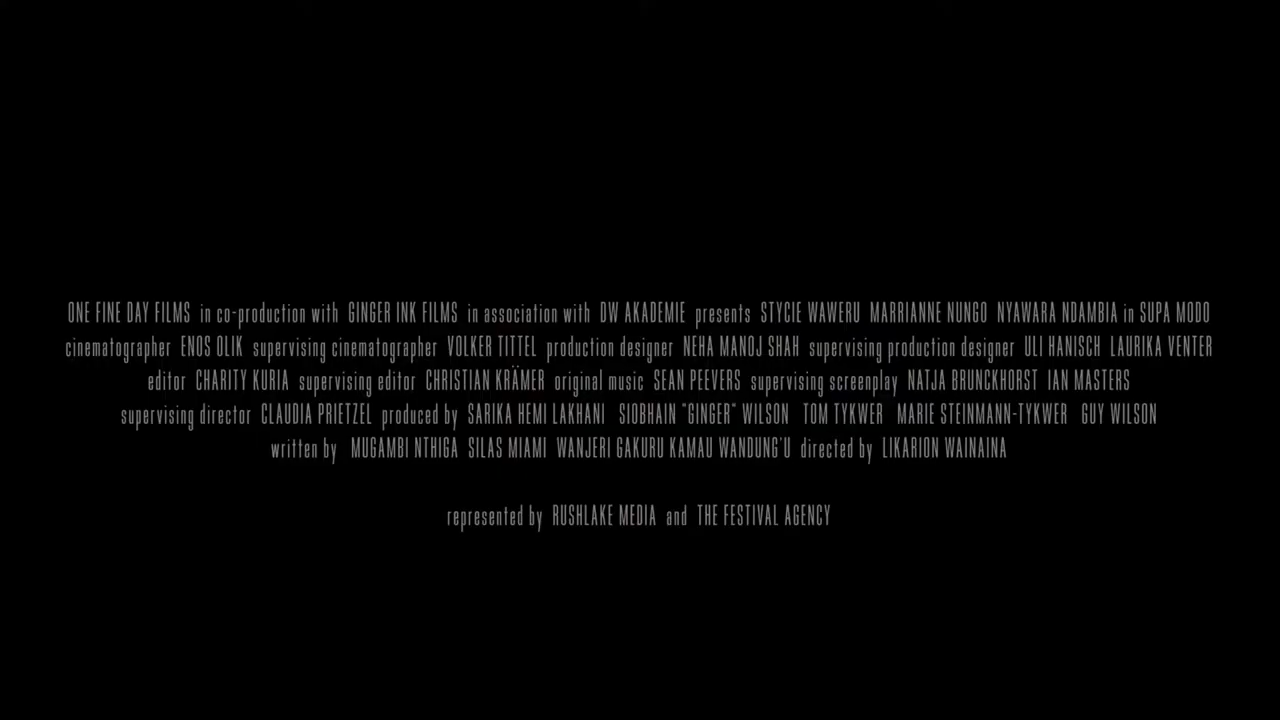 ONE FINE DAY FILMS in co-production with GINGER INK FILMS in association with DW AKADEMIE presents STYCIE WAWERU MARRIANNE NUNGO NYAWARA NDAMBIA in SUPA MODO
cinematographer ENOS OLIK supervising cinematographer VOLKER TITTEL production designer NEHA MANOJ SHAH supervising production designer ULI HANISCH LAURIKA VENTER
editor CHARITY KURIA supervising editor CHRISTIAN KRÄMER original music SEAN PEEVERS supervising screenplay NATJA BRUNCKHORST IAN MASTERS
supervising director CLAUDIA PRIETZEL produced by SARIKA HEMI LAKHANI SIOBHAIN "GINGER" WILSON TOM TYKWER MARIE STEINMANN-TYKWER GUY WILSON
written by MUGAMBI NTHIGA SILAS MIAMI WANJERI GAKURU KAMAU WANDUNG'U directed by LIKARION WAINAINA
represented by RUSHLAKE MEDIA and THE FESTIVAL AGENCY